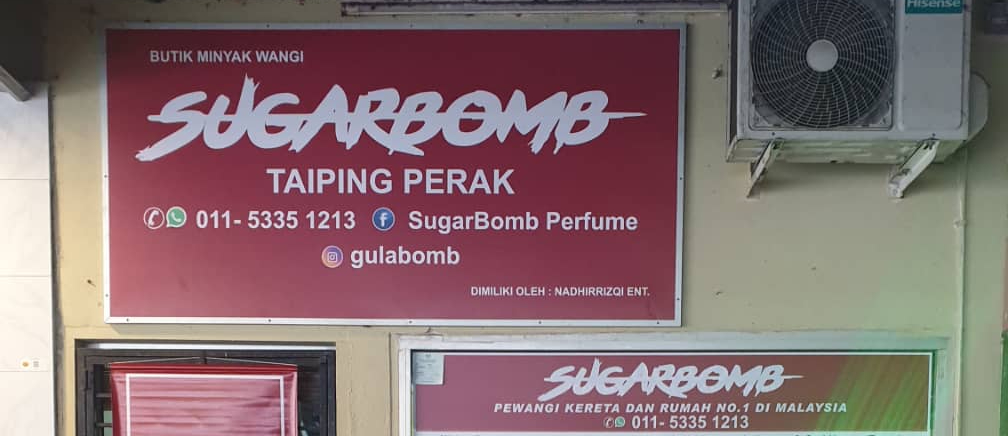 BUTIK MINYAK WANGI
SUGARBOMB
TAIPING PERAK
011- 5335 1213 SugarBomb Perfume
gulabomb
DIMILIKI OLEH : NADHIRRIZQI ENT.
Hisense
SUGARBOMB
PEWANGI KERETA DAN RUMAH NO.1 DI MALAYSIA
011- 5335 1213